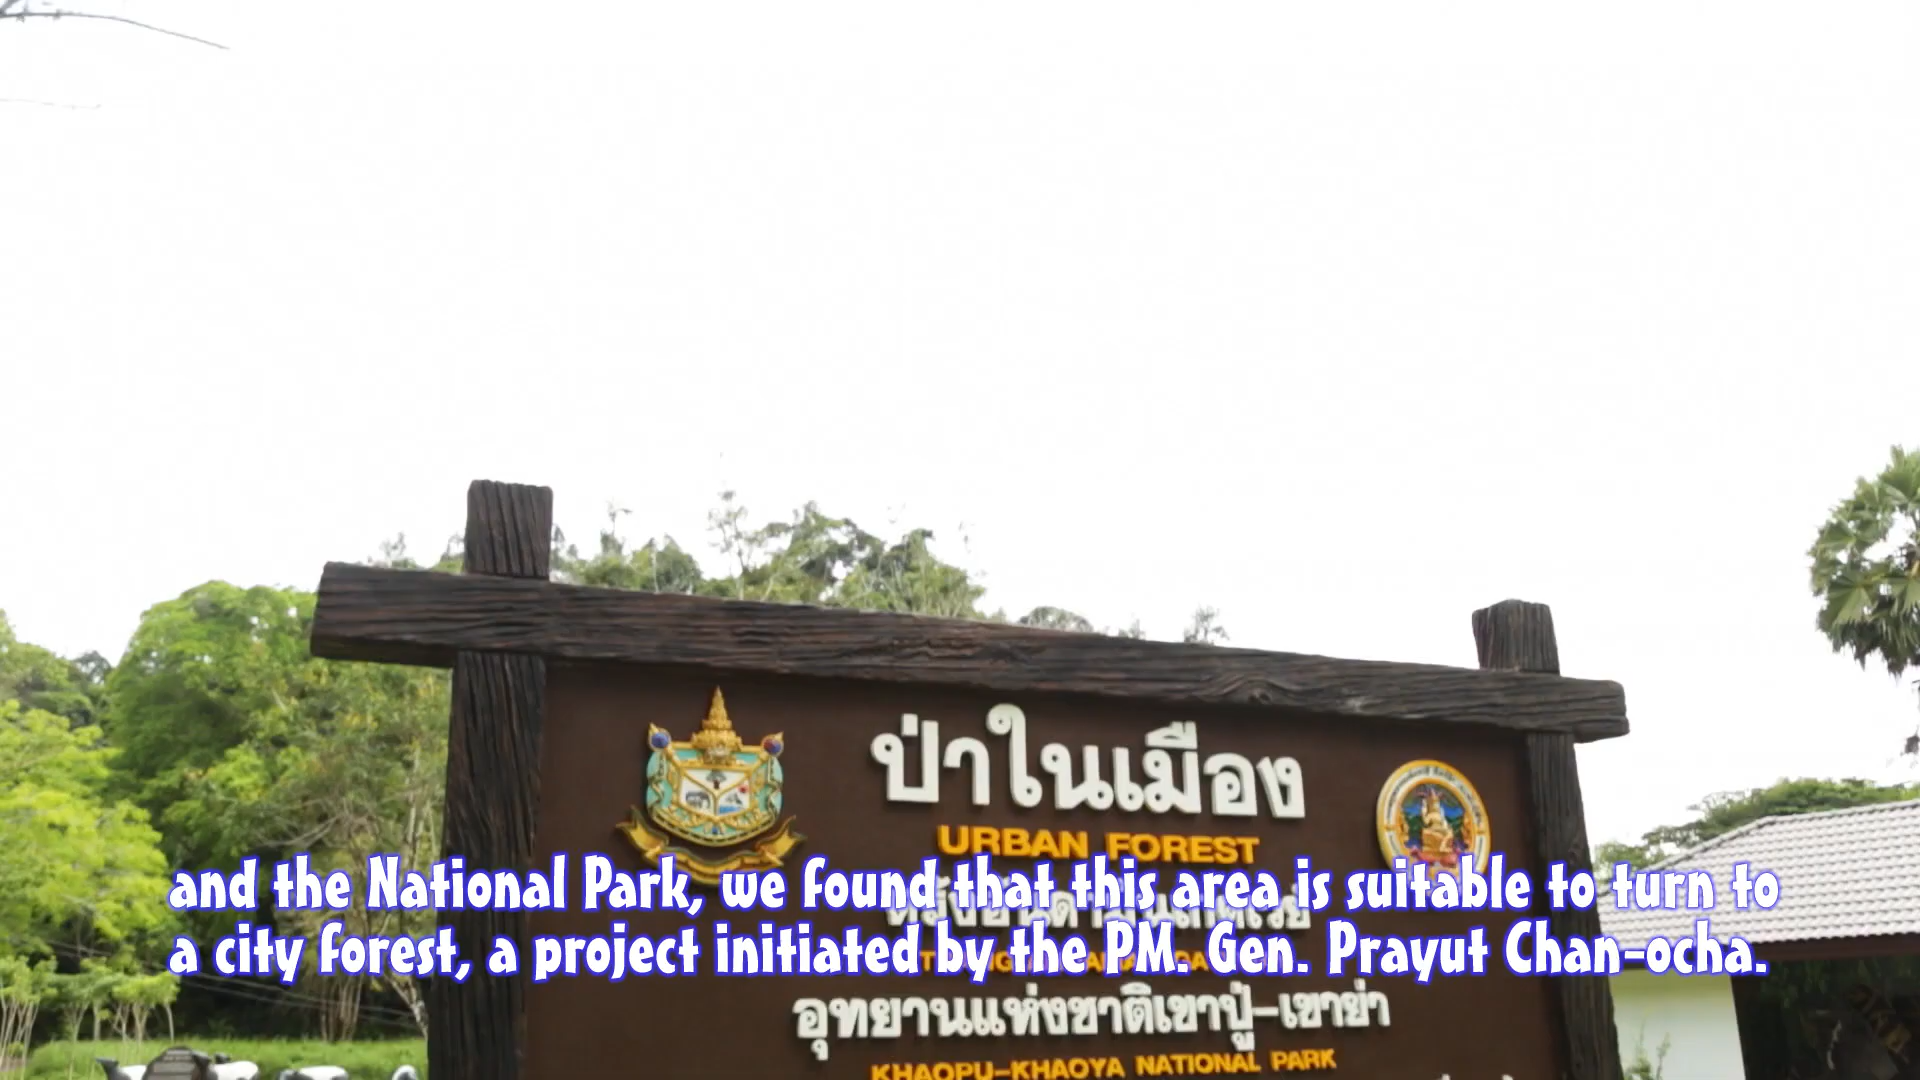 ป่าในเมือง
URBAN FOREST
and the National Park, we found that this area is suitable to turn to
a city forest, a project initiated by the PM. Gen. Prayut Chan-ocha.
อุทยานแห่งชาติเขาปู่-เขาย่า
KHAOPU-KHAOYA NATIONAL PARK